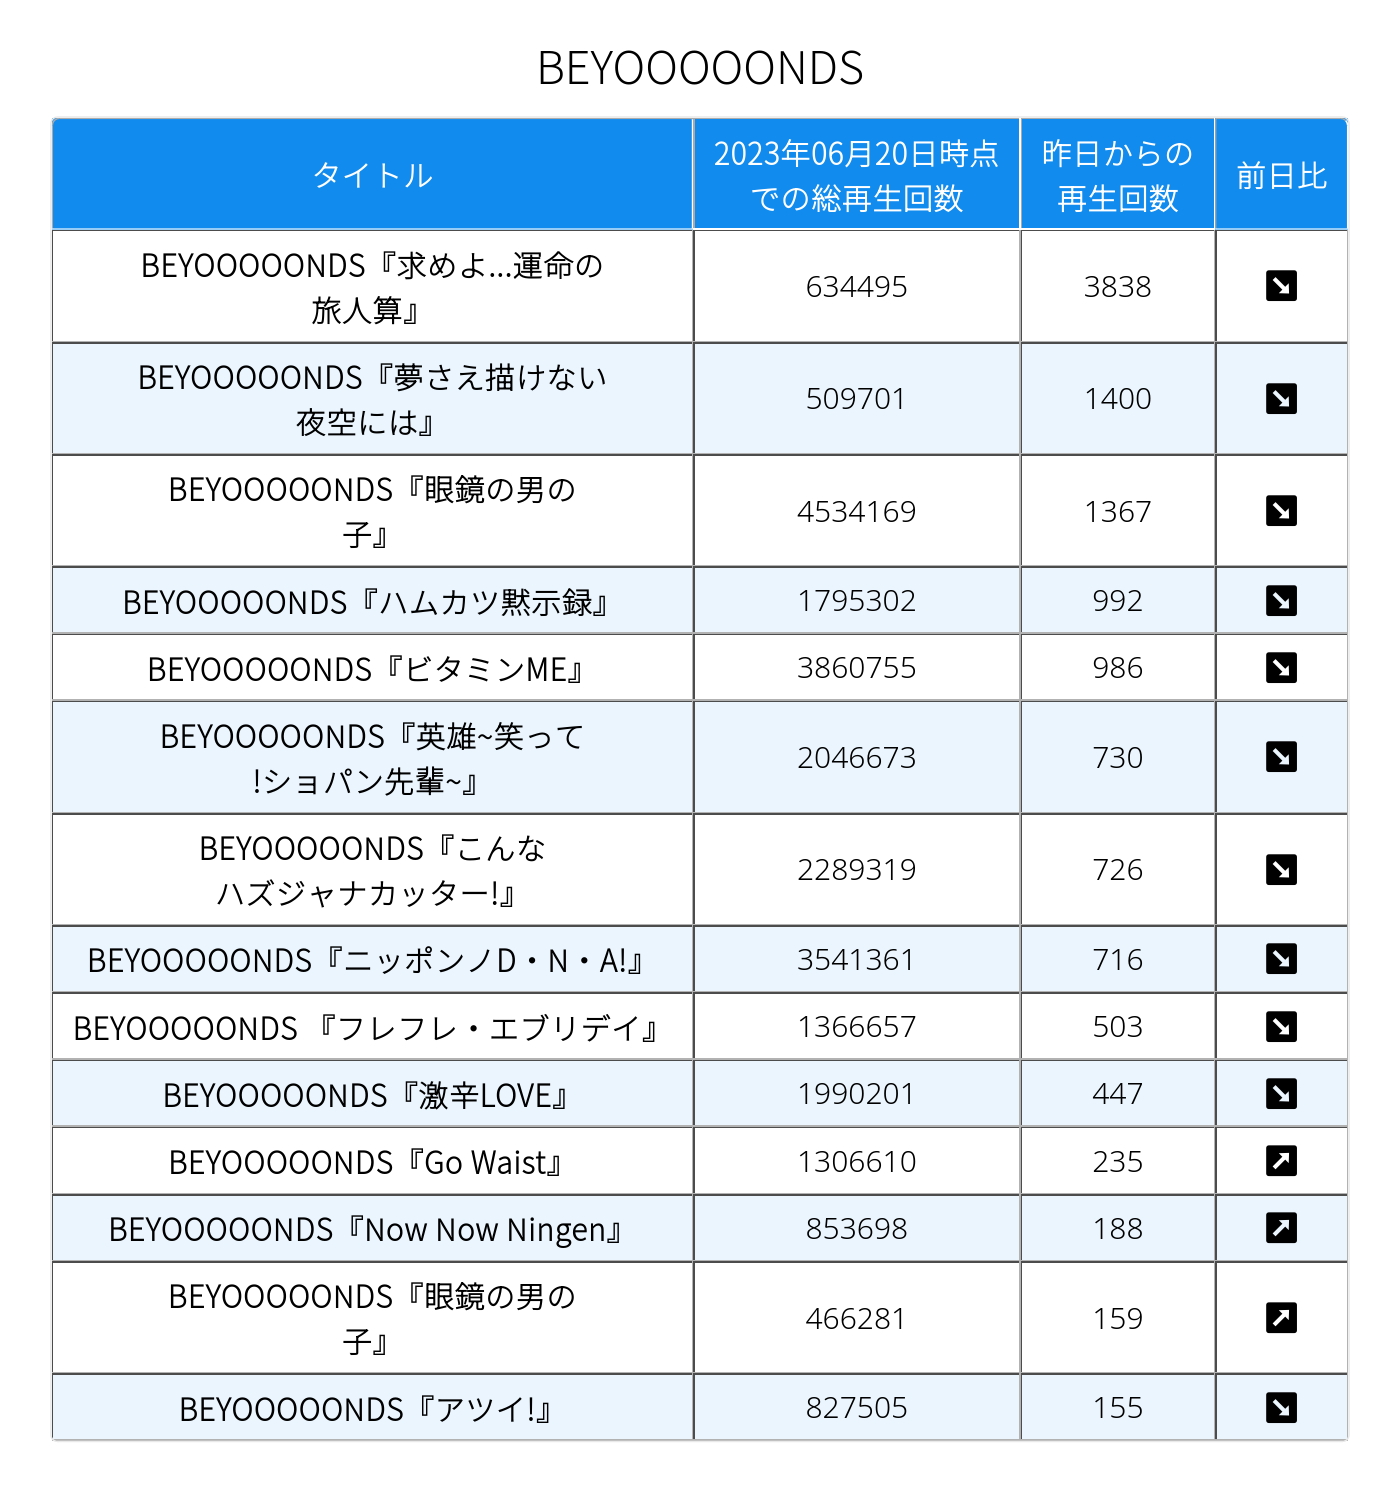 BEYOOOOONDS
タイトル
2023年06月20日時点
での総再生回数
昨日からの
再生回数
前日比
BEYOOOOONDS『求めよ...運命の
旅人算』
634495
3838
BEYOOOOONDS『夢さえ描けない
夜空には』
509701
1400
BEYOOOOONDS『眼鏡の男の
子』
4534169
1367
BEYOOOOONDS『ハムカツ黙示録』
1795302
992
BEYOOOOONDS『ビタミンME』
3860755
986
BEYOOOOONDS『英雄~笑って
!ショパン先輩~』
2046673
730
BEYOOOOONDS『こんな
ハズジャナカッター!』
2289319
726
BEYOOOOONDS『ニッポンノD・N・A!』
3541361
716
BEYOOOOONDS 『フレフレ・エブリデイ』
1366657
503
BEYOOOOONDS『激辛LOVE』
1990201
447
BEYOOOOONDS『Go Waist』
1306610
235
BEYOOOOONDS『Now Now Ningen』
853698
188
BEYOOOOONDS『眼鏡の男の
子』
466281
159
BEYOOOOONDS『アツイ!』
827505
155